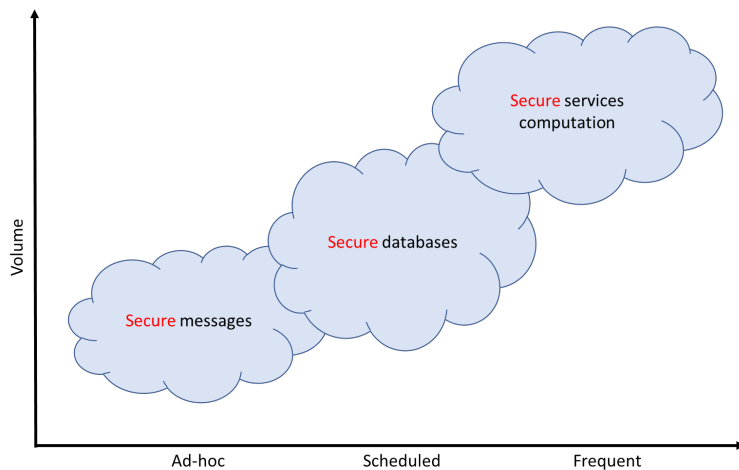 Secure services
computation
Secure databases
Secure messages
Volume
Ad-hoc
Scheduled
Frequent